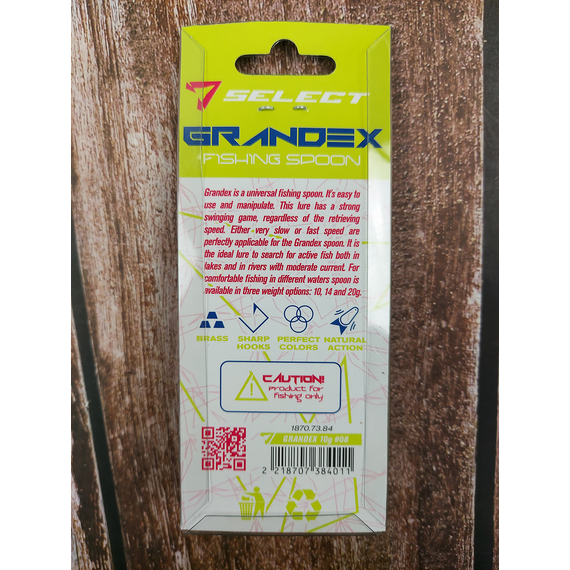 SELECT
GRANDEX
FISHING SPOON
Grandex is a universal fishing spoon. It's easy to
use and manipulate. This lure has a strong
swinging game, regardless of the retrieving
speed. Either very slow or fast speed are
perfectly applicable for the Grandex spoon. It is
the ideal lure to search for active fish both in
lakes and in rivers with moderate current. For
comfortable fishing in different waters spoon is
available in three weight options: 10, 14 and 20g.
BRASS SHARP HOOKS PERFECT COLORS NATURAL ACTION
CAUTION!
Product for
fishing only
1870.73.84
GRANDEX 10g #08
2 218707 384011